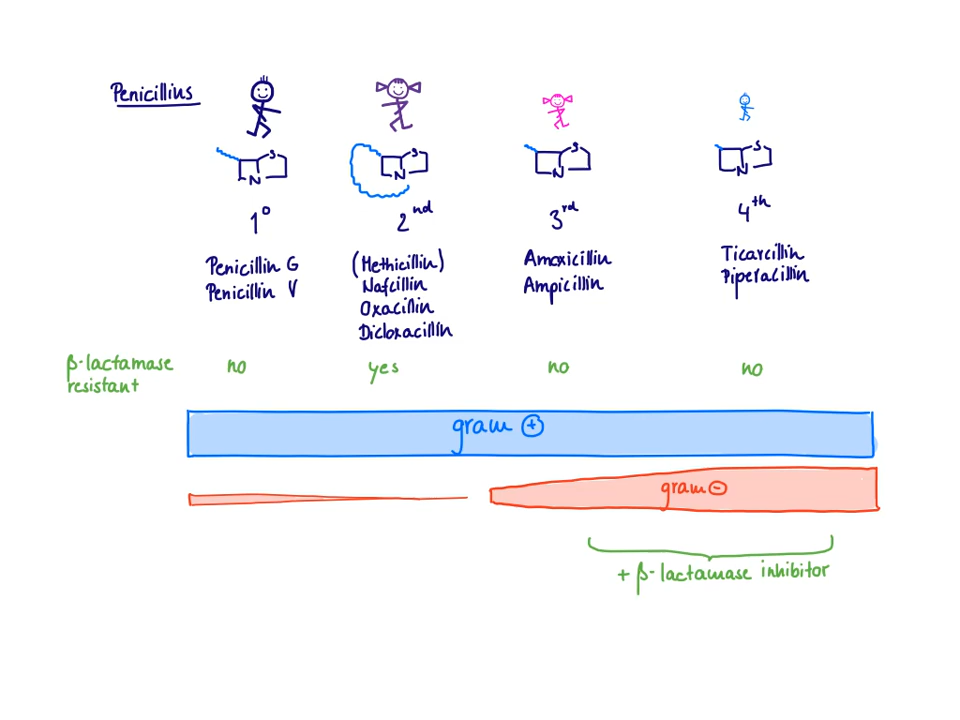 Penicillins
S
N
S
N
S
N
S
N
1°
2nd
3rd
4th
Penicillin G
Penicillin V
(Methicillin)
Nafcillin
Oxacillin
Dicloxacillin
Amoxicillin
Ampicillin
Ticarcillin
Piperacillin
β-lactamase
resistant
no
yes
no
no
gram ⊕
gram ⊖
+ β-lactamase inhibitor